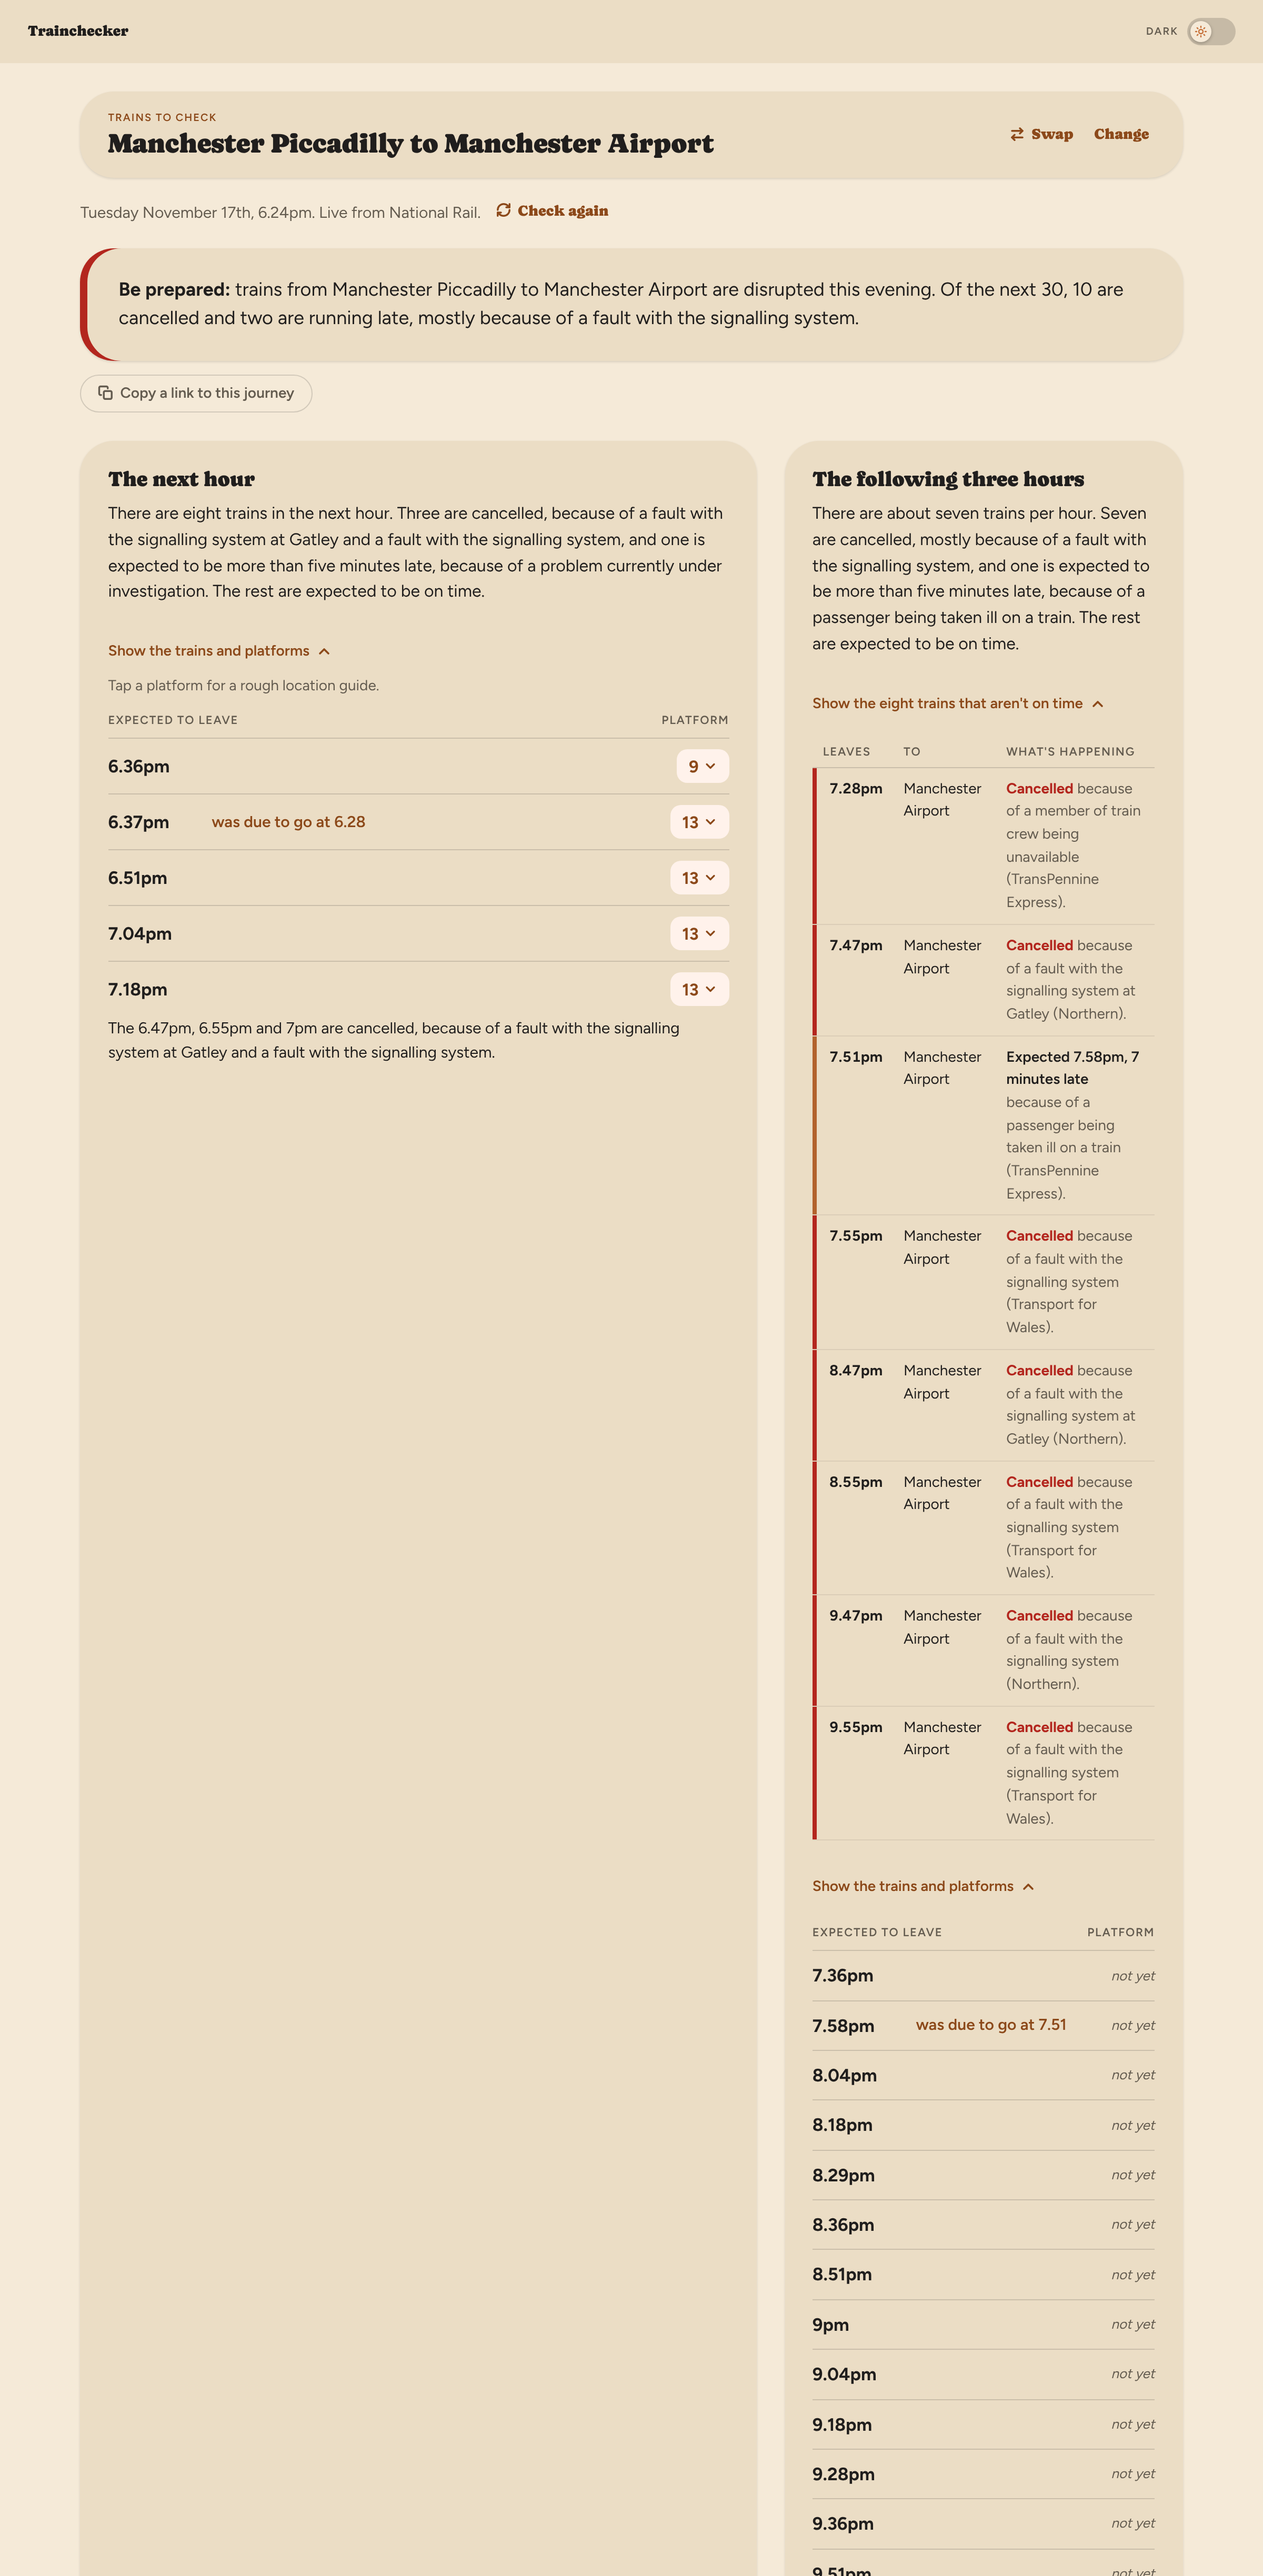 Trainchecker
DARK
TRAINS TO CHECK
Manchester Piccadilly to Manchester Airport
Swap
Change
Tuesday November 17th, 6.24pm. Live from National Rail.
Check again
Be prepared: trains from Manchester Piccadilly to Manchester Airport are disrupted this evening. Of the next 30, 10 are
cancelled and two are running late, mostly because of a fault with the signalling system.
Copy a link to this journey
The next hour
There are eight trains in the next hour. Three are cancelled, because of a fault with
the signalling system at Gatley and a fault with the signalling system, and one is
expected to be more than five minutes late, because of a problem currently under
investigation. The rest are expected to be on time.
Show the trains and platforms
Tap a platform for a rough location guide.
EXPECTED TO LEAVE PLATFORM
6.36pm 9
6.37pm was due to go at 6.28 13
6.51pm 13
7.04pm 13
7.18pm 13
The 6.47pm, 6.55pm and 7pm are cancelled, because of a fault with the signalling
system at Gatley and a fault with the signalling system.
The following three hours
There are about seven trains per hour. Seven
are cancelled, mostly because of a fault with
the signalling system, and one is expected to
be more than five minutes late, because of a
passenger being taken ill on a train. The rest
are expected to be on time.
Show the eight trains that aren't on time
LEAVES TO WHAT'S HAPPENING
7.28pm Manchester Cancelled because
Airport of a member of train
crew being
unavailable
(TransPennine
Express).
7.47pm Manchester Cancelled because
Airport of a fault with the
signalling system at
Gatley (Northern).
7.51pm Manchester Expected 7.58pm, 7
Airport minutes late
because of a
passenger being
taken ill on a train
(TransPennine
Express).
7.55pm Manchester Cancelled because
Airport of a fault with the
signalling system
(Transport for
Wales).
8.47pm Manchester Cancelled because
Airport of a fault with the
signalling system at
Gatley (Northern).
8.55pm Manchester Cancelled because
Airport of a fault with the
signalling system
(Transport for
Wales).
9.47pm Manchester Cancelled because
Airport of a fault with the
signalling system
(Northern).
9.55pm Manchester Cancelled because
Airport of a fault with the
signalling system
(Transport for
Wales).
Show the trains and platforms
EXPECTED TO LEAVE PLATFORM
7.36pm not yet
7.58pm was due to go at 7.51 not yet
8.04pm not yet
8.18pm not yet
8.29pm not yet
8.36pm not yet
8.51pm not yet
9pm not yet
9.04pm not yet
9.18pm not yet
9.28pm not yet
9.36pm not yet
9.51pm not yet